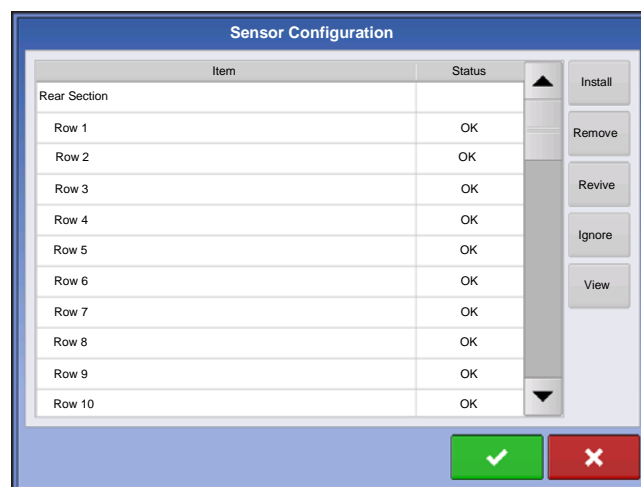 Sensor Configuration
Item Status
Install
Rear Section
Row 1 OK
Remove
Row 2 OK
Row 3 OK
Revive
Row 4 OK
Ignore
Row 5 OK
Row 6 OK
View
Row 7 OK
Row 8 OK
Row 9 OK
Row 10 OK